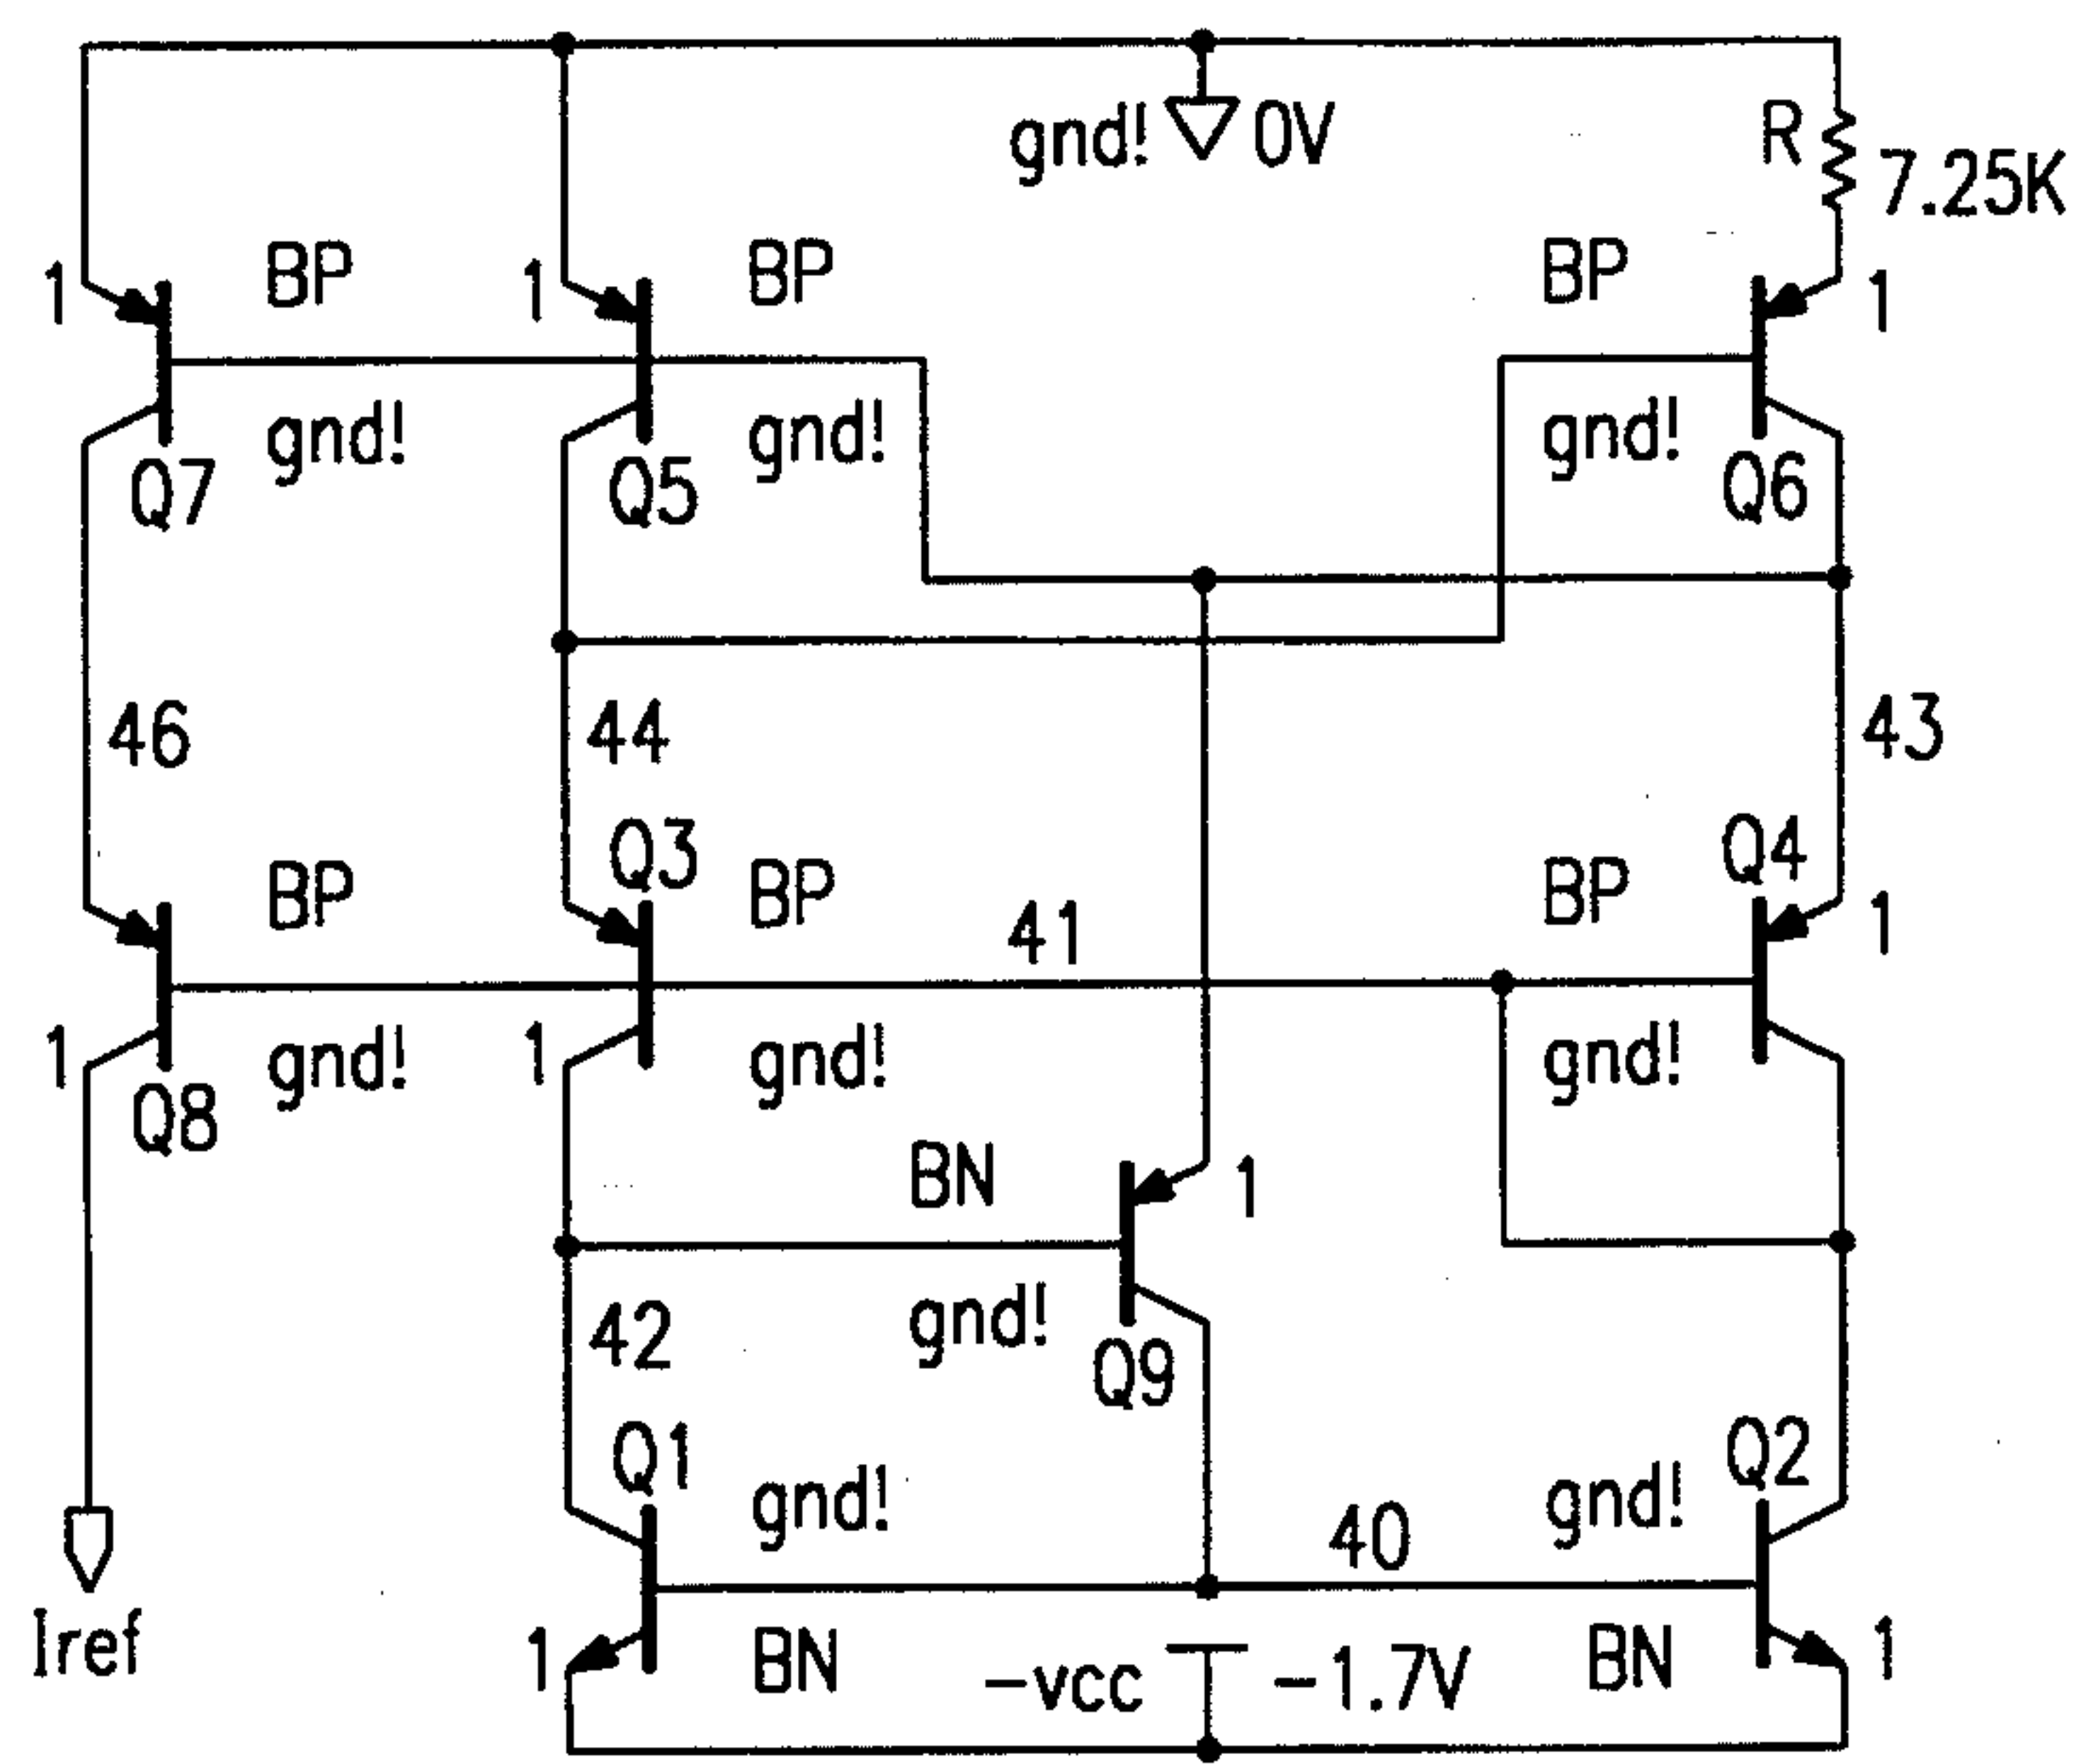 gnd! 0V
R
7.25K
1 BP
1 BP
BP 1
gnd!
Q7
gnd!
Q5
gnd!
Q6
46
44
43
Q3
Q4
BP
BP
41
BP
1
1
gnd!
Q8
1
gnd!
gnd!
BN
1
gnd!
Q9
42
Q1
gnd!
gnd!
Q2
40
Iref
1
BN
-vcc
-1.7V
BN
1